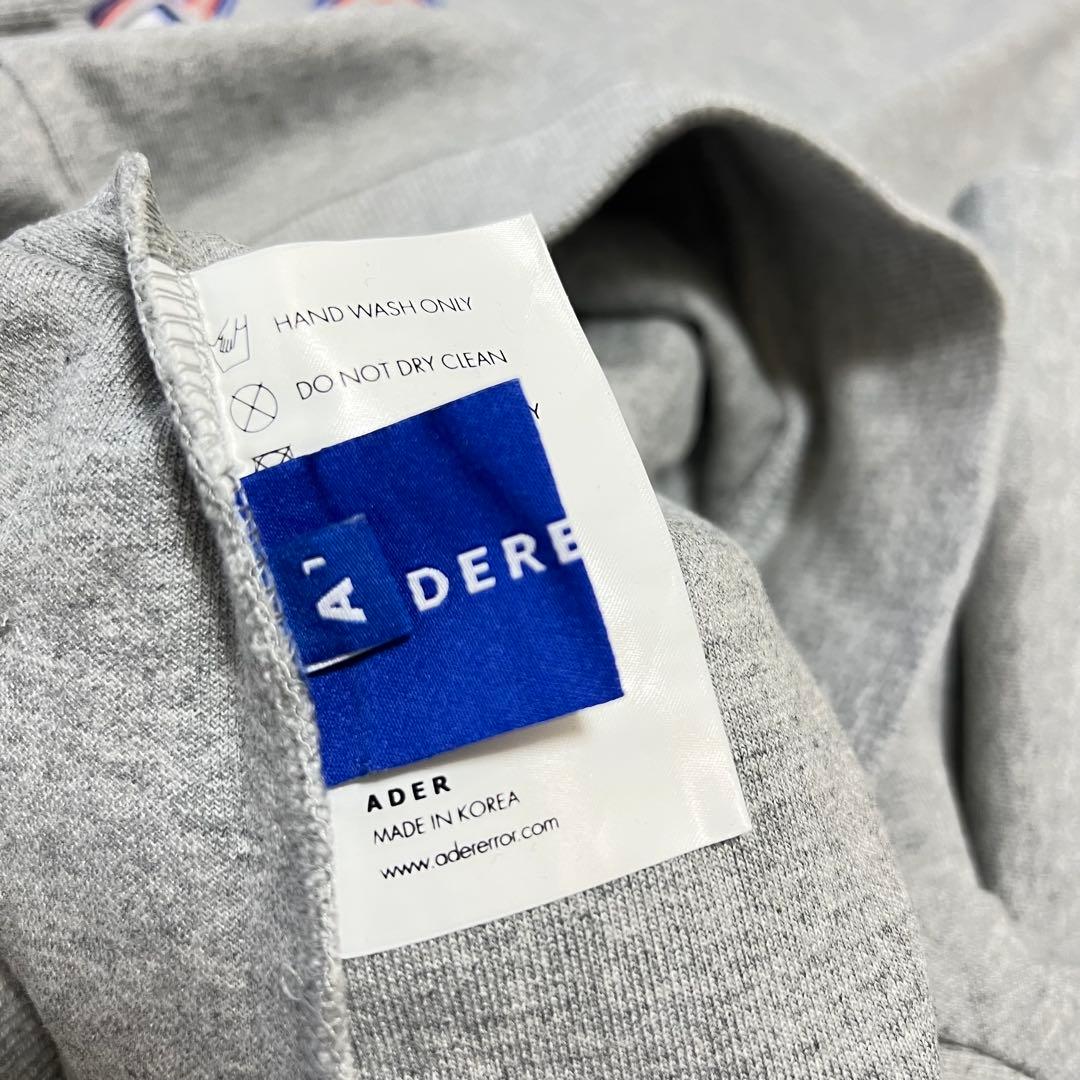 HAND WASH ONLY
DO NOT DRY CLEAN
Y
A
DERE
ADER
MADE IN KOREA
www.adererror.com